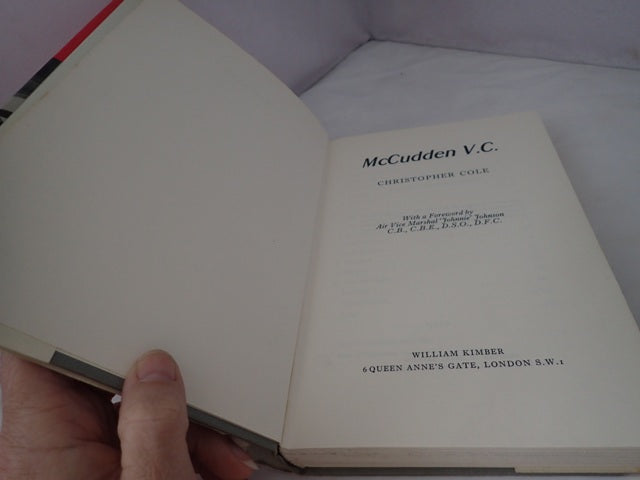 McCudden V.C.
CHRISTOPHER COLE
With a Foreword by
Air Vice Marshal 'Johnnie' Johnson
C.B., C.B.E., D.S.O., D.F.C.
WILLIAM KIMBER
6 QUEEN ANNE'S GATE, LONDON S.W.1